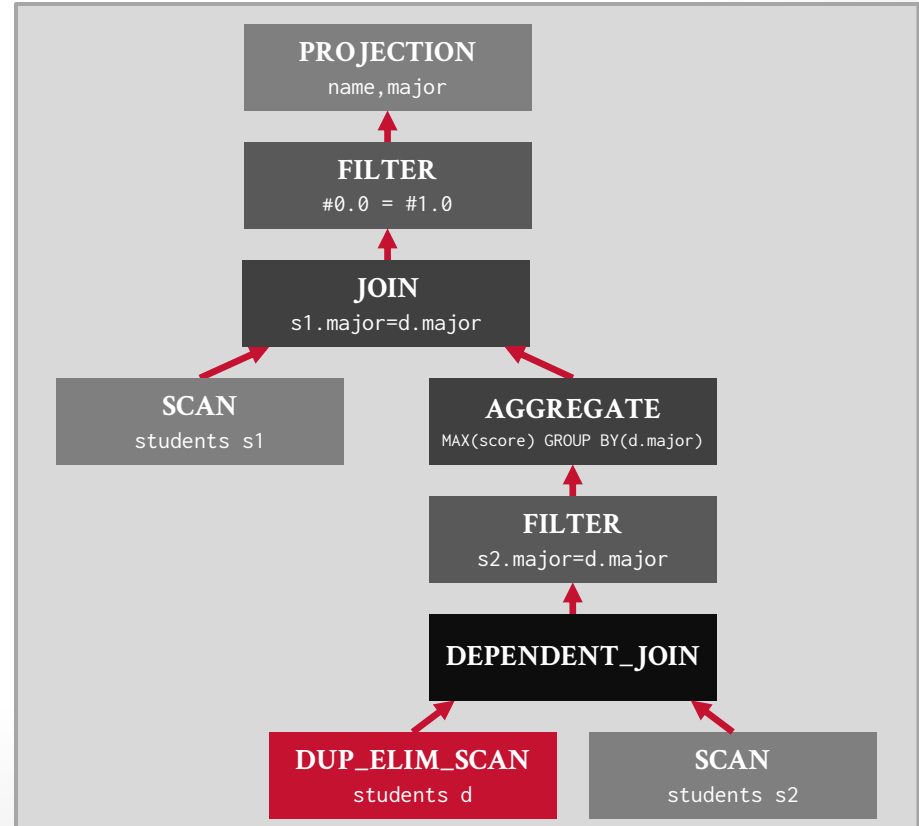 PROJECTION
name,major
FILTER
#0.0 = #1.0
JOIN
s1.major=d.major
SCAN
students s1
AGGREGATE
MAX(score) GROUP BY(d.major)
FILTER
s2.major=d.major
DEPENDENT_JOIN
DUP_ELIM_SCAN
students d
SCAN
students s2